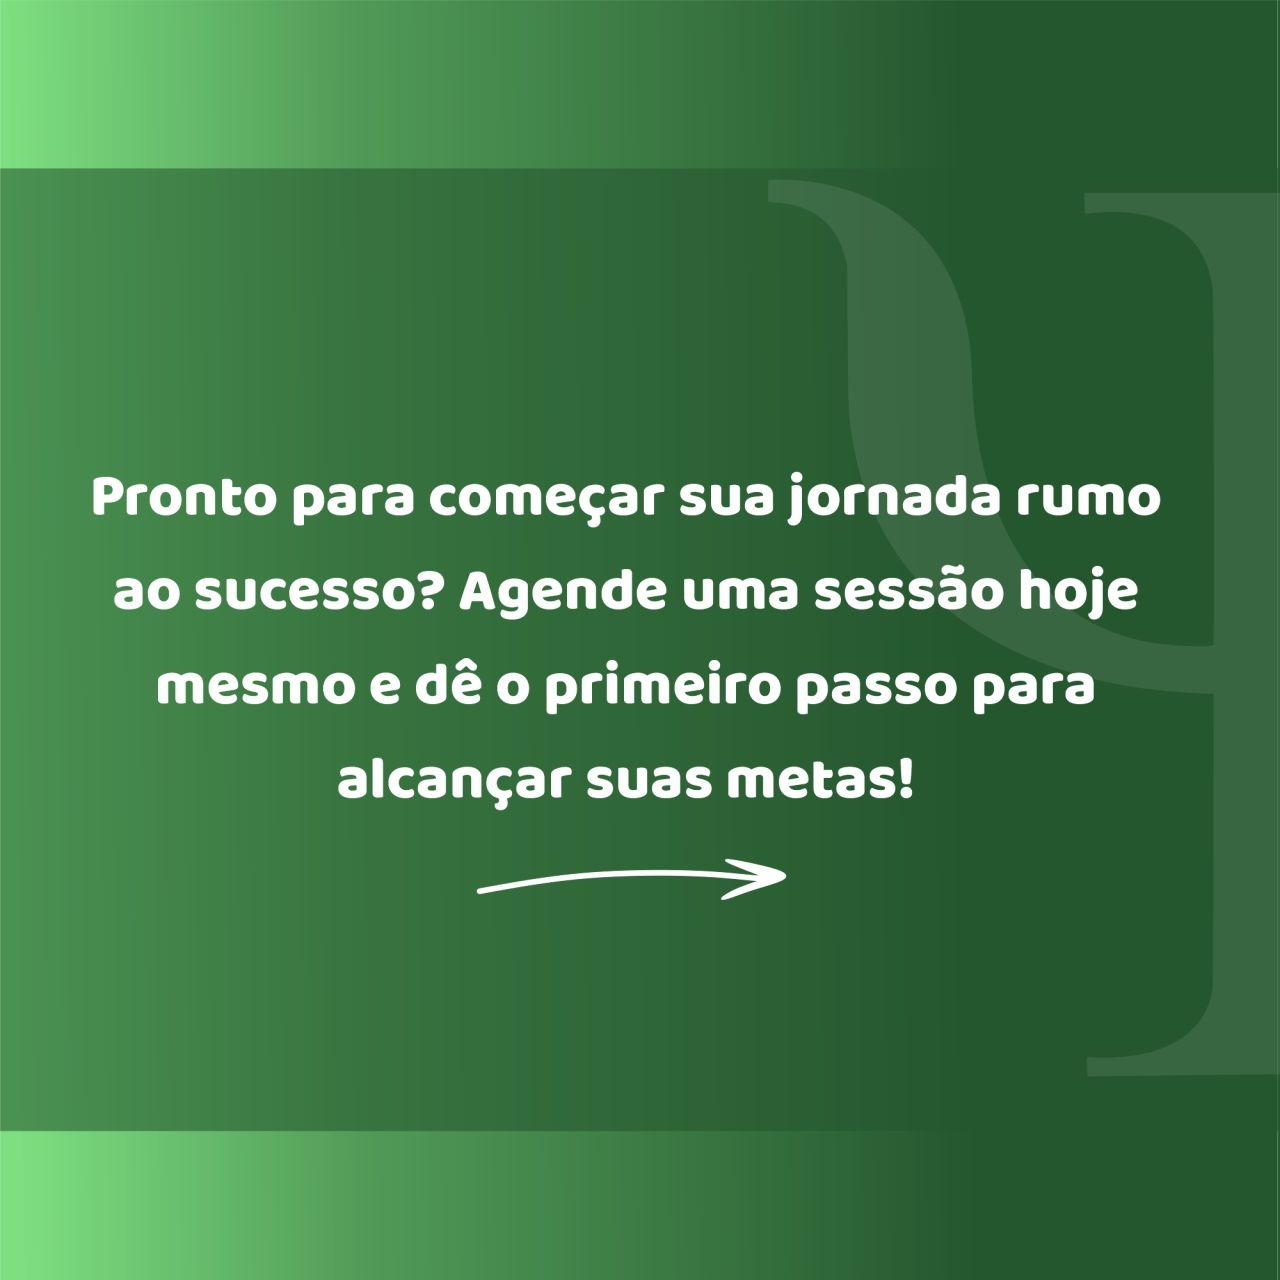 Pronto para começar sua jornada rumo
ao sucesso? Agende uma sessão hoje
mesmo e dê o primeiro passo para
alcançar suas metas!